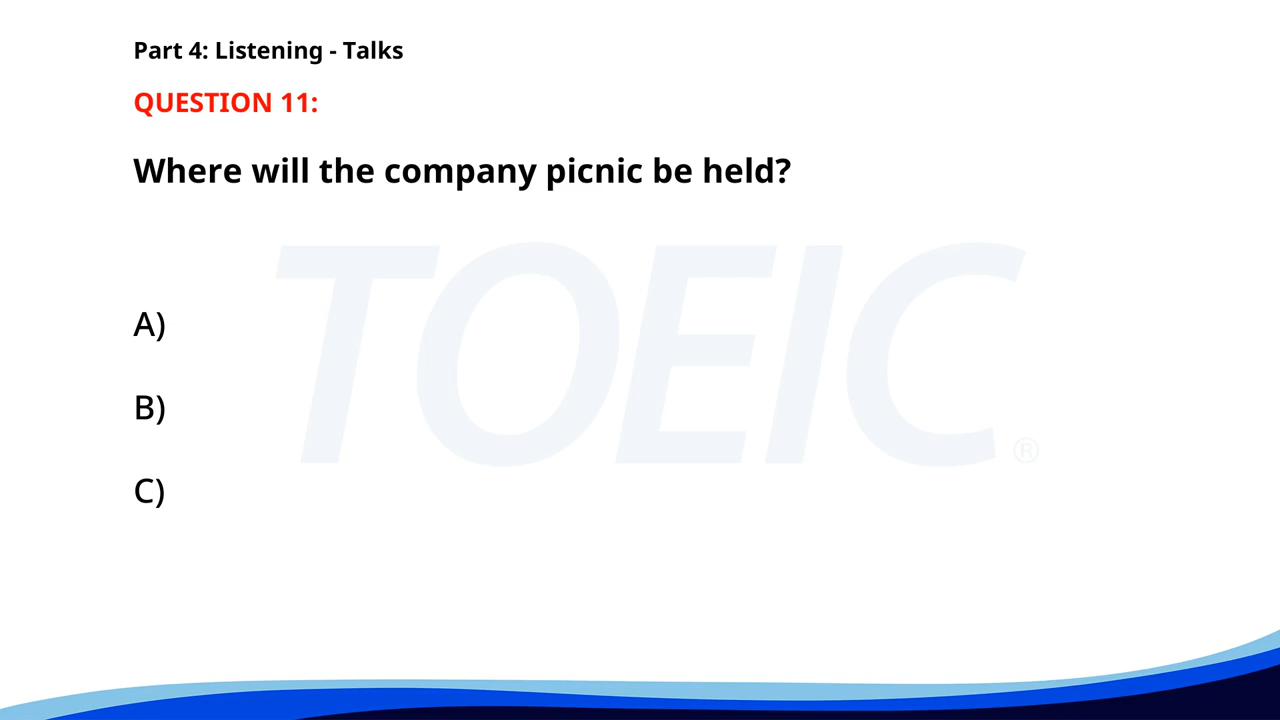 Part 4: Listening - Talks
QUESTION 11:
Where will the company picnic be held?
TOEIC®
A)
B)
C)